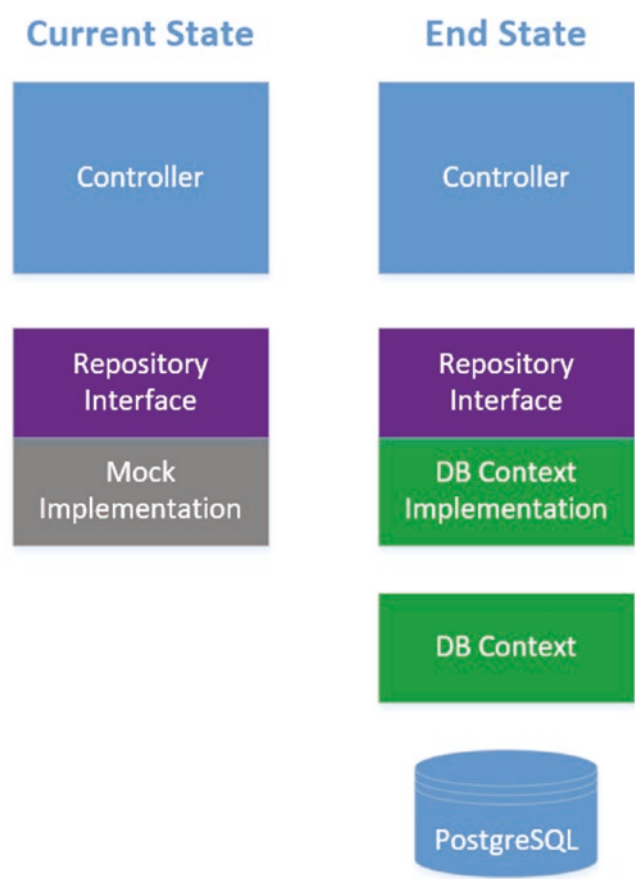 Current State
End State
Controller
Controller
Repository
Interface
Repository
Interface
Mock
Implementation
DB Context
Implementation
DB Context
PostgreSQL